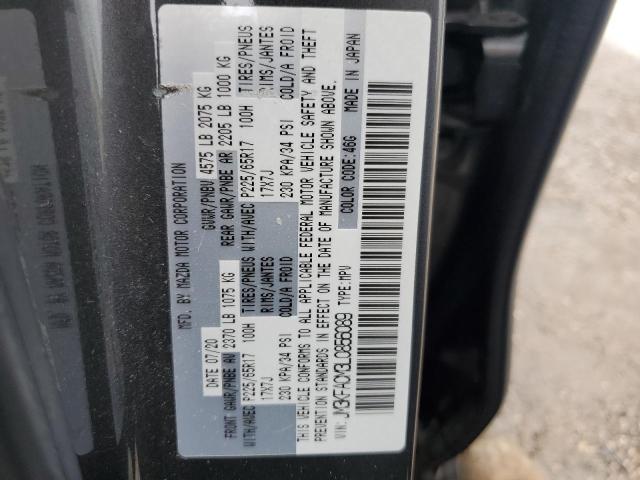 MFD. BY MAZDA MOTOR CORPORATION
DATE 07/20 GVWR/PNBV 4575 LB 2075 KG
FRONT GAWR/PNBE AV 2370 LB 1075 KG REAR GAWR/PNBE AR 2205 LB 1000 KG
WITH/AVEC P225/65R17 100H TIRES/PNEUS WITH/AVEC P225/65R17 100H TIRES/PNEUS
17X7J RIMS/JANTES 17X7J RIMS/JANTES
230 KPA/34 PSI COLD/A FROID 230 KPA/34 PSI COLD/A FROID
THIS VEHICLE CONFORMS TO ALL APPLICABLE FEDERAL MOTOR VEHICLE SAFETY AND THEFT
PREVENTION STANDARDS IN EFFECT ON THE DATE OF MANUFACTURE SHOWN ABOVE.
VIN: JM3KFACM3L0856089 TYPE:MPV COLOR CODE:46G MADE IN JAPAN